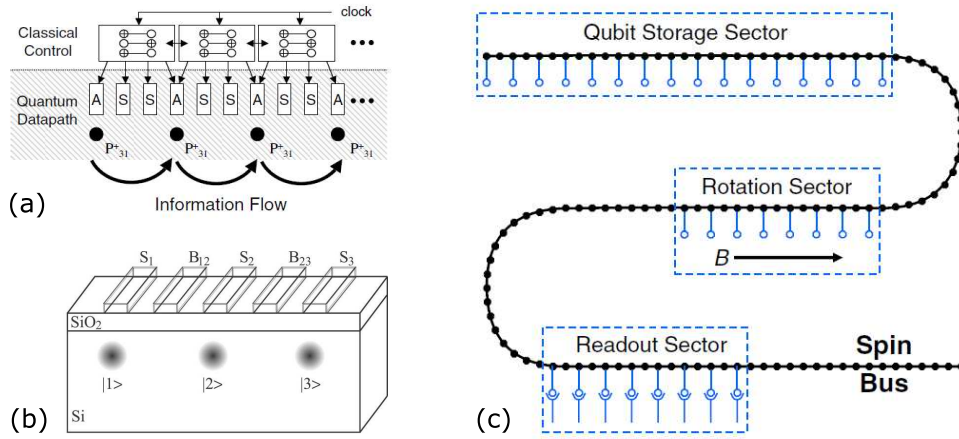 clock
Classical
Control
Quantum
Datapath
A S S A S S A S S A
P⁺₃₁ P⁺₃₁ P⁺₃₁ P⁺₃₁
(a)
Information Flow
S₁ B₁₂ S₂ B₂₃ S₃
SiO₂
|1> |2> |3>
Si
(b)
Qubit Storage Sector
Rotation Sector
B
Readout Sector
Spin
Bus
(c)